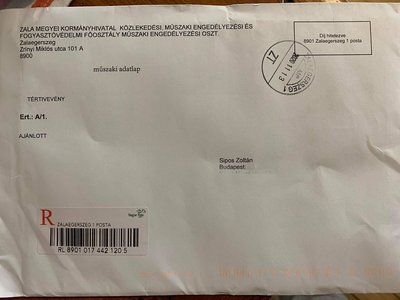 ZALA MEGYEI KORMÁNYHIVATAL KÖZLEKEDÉSI, MŰSZAKI ENGEDÉLYEZÉSI ÉS
FOGYASZTÓVÉDELMI FŐOSZTÁLY MŰSZAKI ENGEDÉLYEZÉSI OSZT.
Zalaegerszeg
Zrínyi Miklós utca 101 A
8900
Díj hitelezve
8901 Zalaegerszeg 1 posta
ZT
műszaki adatlap
TÉRTIVEVÉNY
Ert.: A/1.
AJÁNLOTT
Sipos Zoltán
Budapest
R
ZALAEGERSZEG 1 POSTA
RL 8901 017 442 120 5